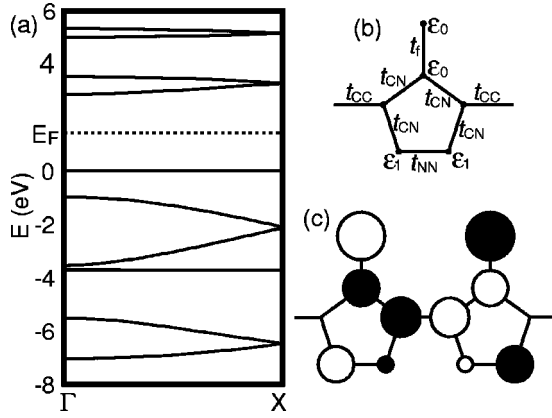 (a)
6
4
E_F
0
-2
-4
-6
-8
E (eV)
Γ
X
(b)
ε₀
t_f
ε₀
t_CN
t_CN
t_CC
t_CC
t_CN
t_CN
ε₁
t_NN
ε₁
(c)